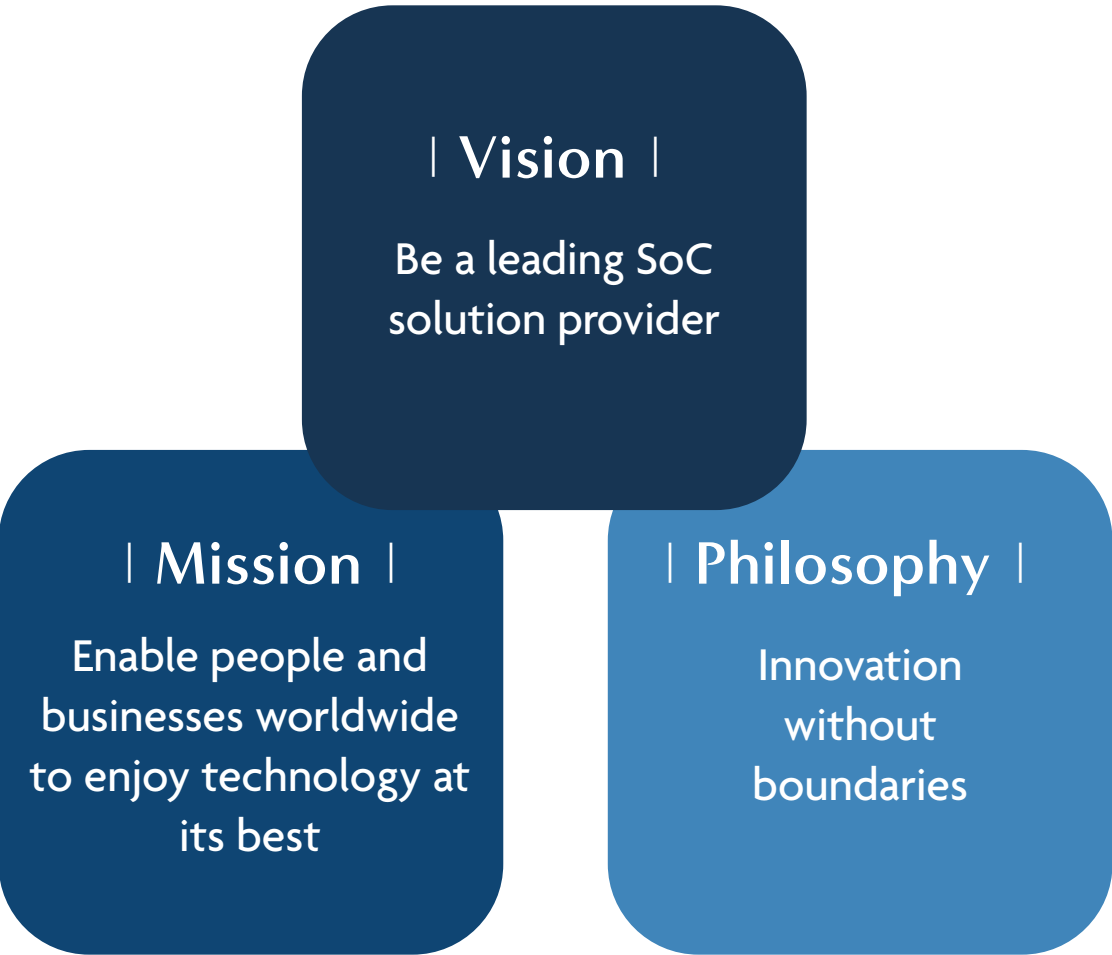 | Vision |
Be a leading SoC
solution provider
| Mission |
Enable people and
businesses worldwide
to enjoy technology at
its best
| Philosophy |
Innovation
without
boundaries